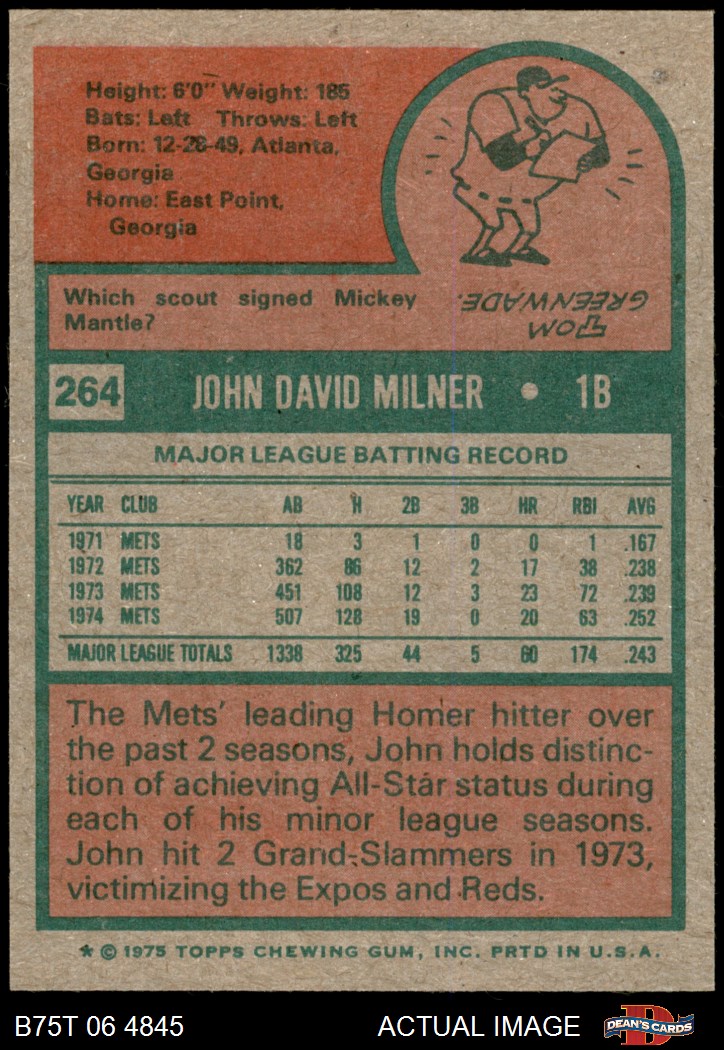 Height: 6'0" Weight: 185
Bats: Left Throws: Left
Born: 12-28-49, Atlanta,
Georgia
Home: East Point,
Georgia
Which scout signed Mickey
Mantle?
TOM
GREENWADE.
264 JOHN DAVID MILNER • 1B
MAJOR LEAGUE BATTING RECORD
YEAR CLUB AB H 2B 3B HR RBI AVG
1971 METS 18 3 1 0 0 1 .167
1972 METS 362 86 12 2 17 38 .238
1973 METS 451 108 12 3 23 72 .239
1974 METS 507 128 19 0 20 63 .252
MAJOR LEAGUE TOTALS 1338 325 44 5 60 174 .243
The Mets' leading Homer hitter over
the past 2 seasons, John holds distinc-
tion of achieving All-Star status during
each of his minor league seasons.
John hit 2 Grand-Slammers in 1973,
victimizing the Expos and Reds.
* © 1975 TOPPS CHEWING GUM, INC. PRTD IN U.S.A.
B75T 06 4845 ACTUAL IMAGE D DEAN'S CARDS